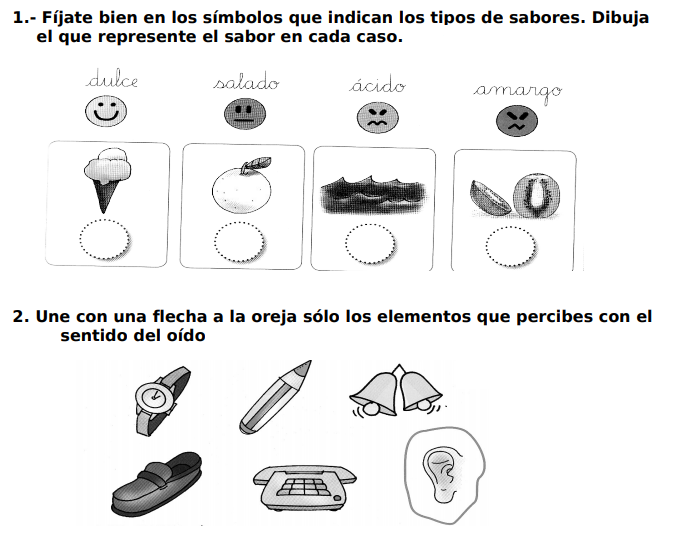 1.- Fíjate bien en los símbolos que indican los tipos de sabores. Dibuja
el que represente el sabor en cada caso.
dulce salado ácido amargo
2. Une con una flecha a la oreja sólo los elementos que percibes con el
sentido del oído